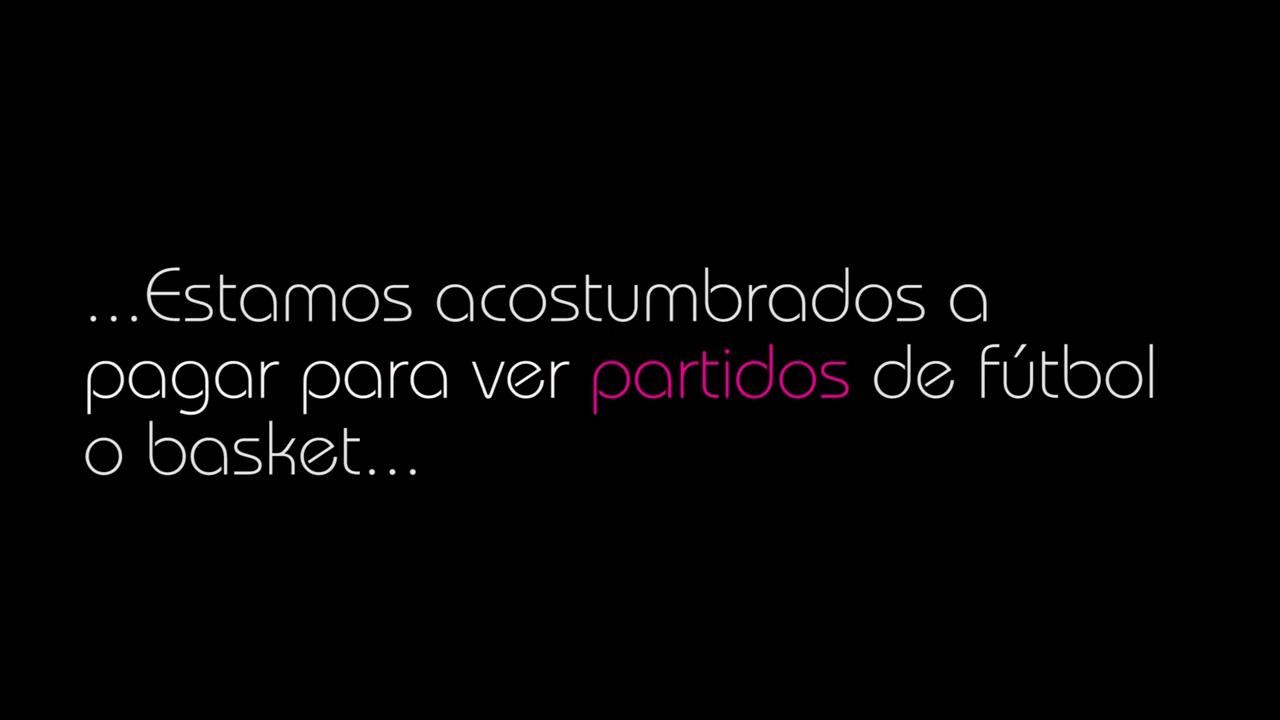 ...Estamos acostumbrados a
pagar para ver partidos de fútbol
o basket...